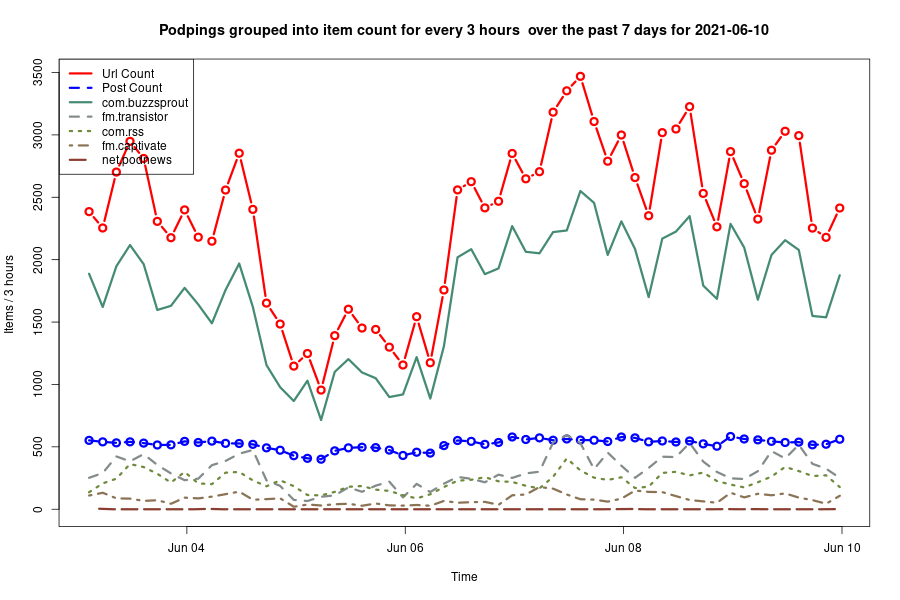 Podpings grouped into item count for every 3 hours  over the past 7 days for 2021-06-10
Url Count
Post Count
com.buzzsprout
fm.transistor
com.rss
fm.captivate
net.podnews
Items / 3 hours
3500
3000
2500
2000
1500
1000
500
0
Jun 04
Jun 06
Jun 08
Jun 10
Time